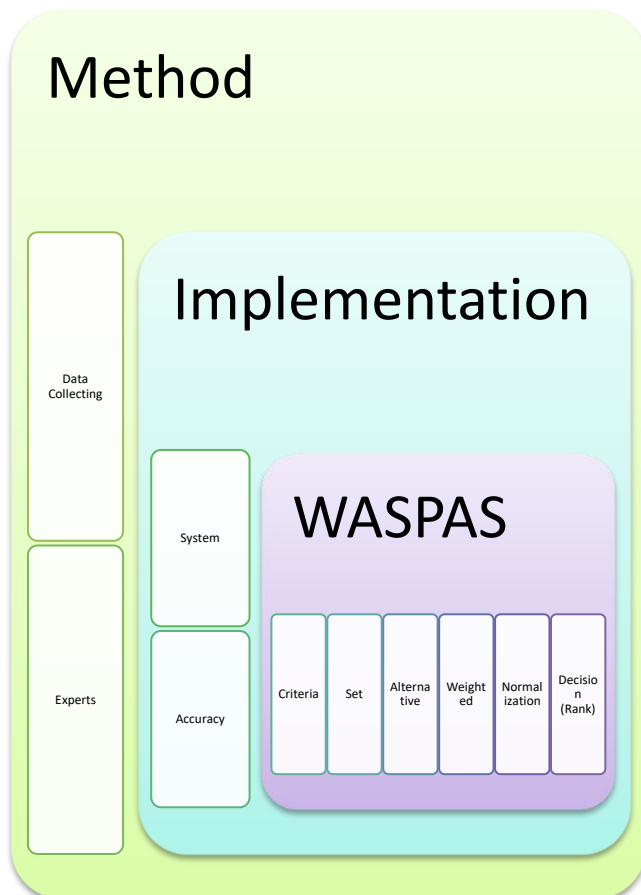 Method
Data
Collecting
Experts
Implementation
System
Accuracy
WASPAS
Criteria
Set
Alterna
tive
Weight
ed
Normal
ization
Decisio
n
(Rank)